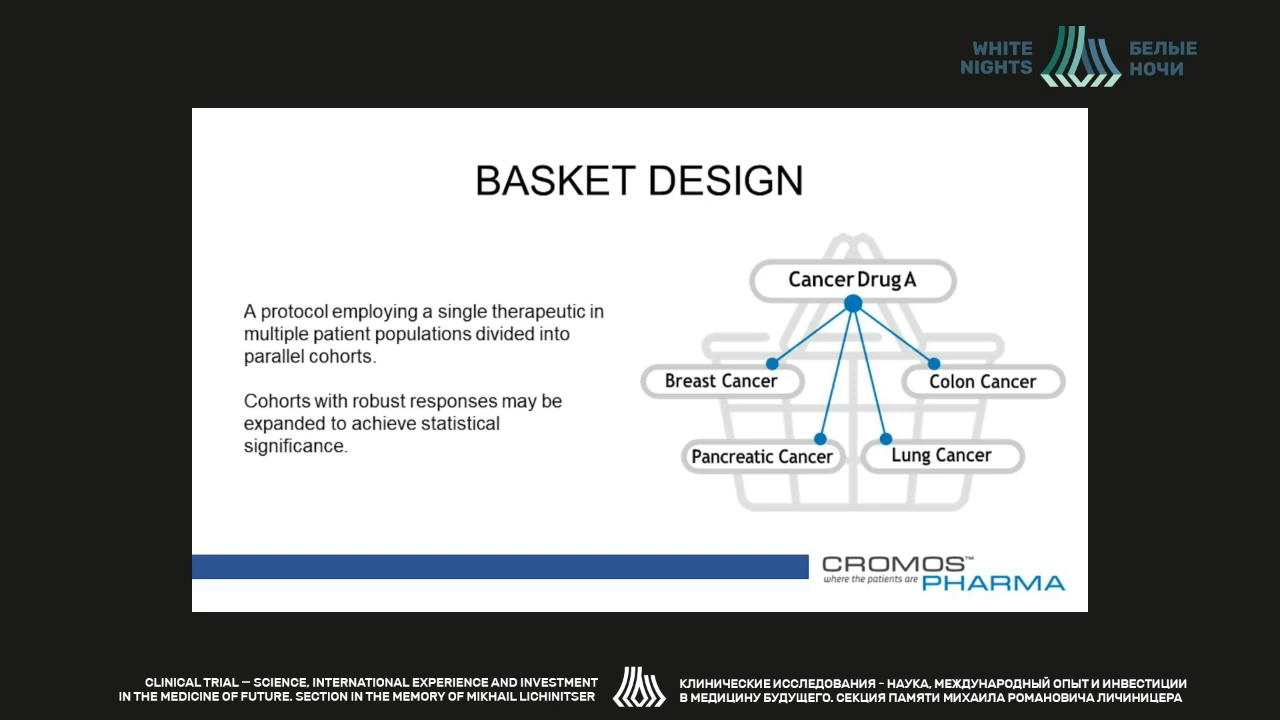 WHITE
NIGHTS
БЕЛЫЕ
НОЧИ
BASKET DESIGN
A protocol employing a single therapeutic in
multiple patient populations divided into
parallel cohorts.
Cohorts with robust responses may be
expanded to achieve statistical
significance.
Cancer Drug A
Breast Cancer
Colon Cancer
Pancreatic Cancer
Lung Cancer
CROMOS™
where the patients are PHARMA
CLINICAL TRIAL – SCIENCE, INTERNATIONAL EXPERIENCE AND INVESTMENT
IN THE MEDICINE OF FUTURE. SECTION IN THE MEMORY OF MIKHAIL LICHINITSER
КЛИНИЧЕСКИЕ ИССЛЕДОВАНИЯ - НАУКА, МЕЖДУНАРОДНЫЙ ОПЫТ И ИНВЕСТИЦИИ
В МЕДИЦИНУ БУДУЩЕГО. СЕКЦИЯ ПАМЯТИ МИХАИЛА РОМАНОВИЧА ЛИЧИНИЦЕРА